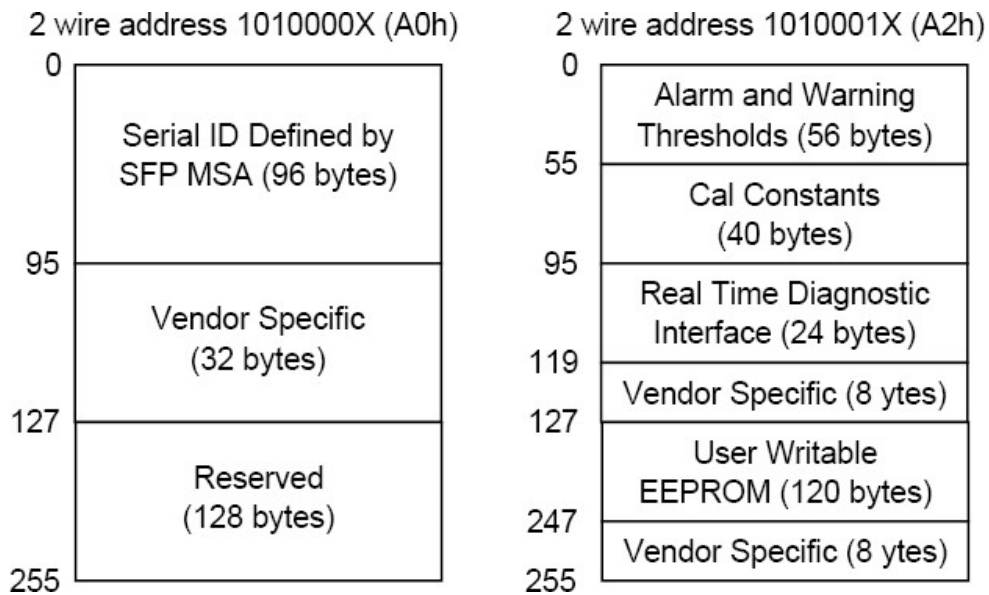 2 wire address 1010000X (A0h)
0
Serial ID Defined by
SFP MSA (96 bytes)
95
Vendor Specific
(32 bytes)
127
Reserved
(128 bytes)
255
2 wire address 1010001X (A2h)
0
Alarm and Warning
Thresholds (56 bytes)
55
Cal Constants
(40 bytes)
95
Real Time Diagnostic
Interface (24 bytes)
119
Vendor Specific (8 ytes)
127
User Writable
EEPROM (120 bytes)
247
Vendor Specific (8 ytes)
255